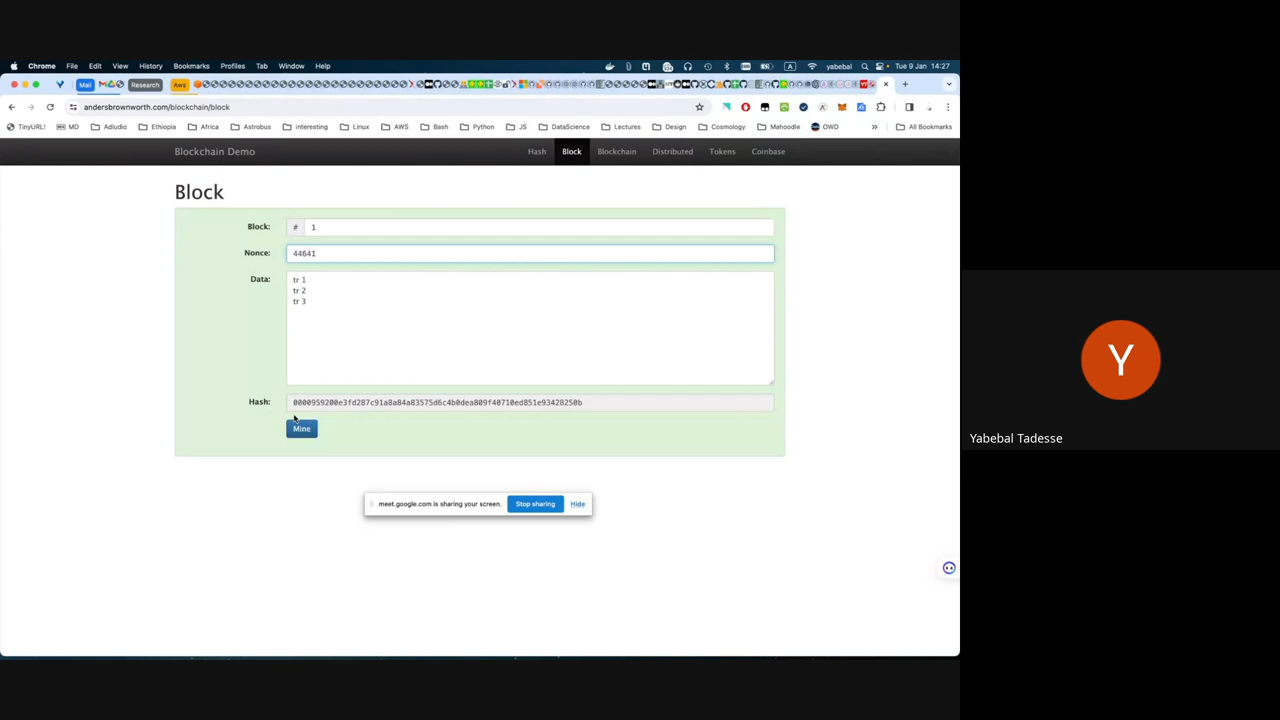 Chrome File Edit View History Bookmarks Profiles Tab Window Help yabebal Tue 9 Jan 14:27
Mail Research Aws
andersbrownworth.com/blockchain/block
TinyURL! MD Adludio Ethiopia Africa Astrobus interesting Linux AWS Bash Python JS DataScience Lectures Design Cosmology Mahoodle OWD » All Bookmarks
Blockchain Demo Hash Block Blockchain Distributed Tokens Coinbase
Block
Block: # 1
Nonce: 44641
Data: tr 1
tr 2
tr 3
Hash: 0000959200e3fd287c91a8a84a83575d6c4b0dea809f40710ed851e93428250b
Mine
meet.google.com is sharing your screen. Stop sharing Hide
Y
Yabebal Tadesse